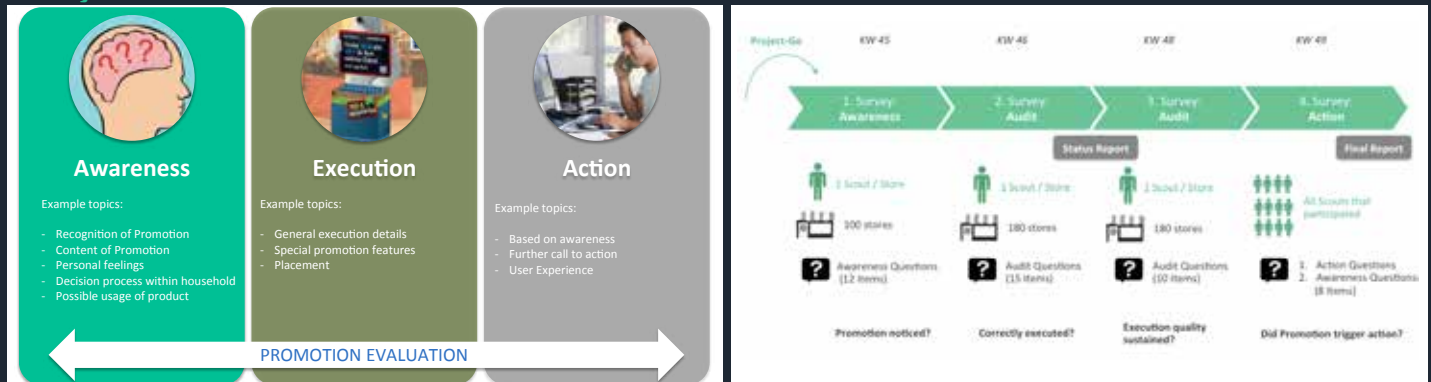 Awareness
Example topics:
- Recognition of Promotion
- Content of Promotion
- Personal feelings
- Decision process within household
- Possible usage of product
Execution
Example topics:
- General execution details
- Special promotion features
- Placement
Action
Example topics:
- Based on awareness
- Further call to action
- User Experience
PROMOTION EVALUATION
Project-Go
KW 45
KW 46
KW 48
KW 49
1. Survey:
Awareness
2. Survey:
Audit
3. Survey:
Audit
Survey:
Action
Status Report
Final Report
1 Scout / Store
1 Scout / Store
1 Scout / Store
All Scouts that
participated
stores
180 stores
180 stores
Awareness Questions
(12 Items)
Audit Questions
(15 Items)
Audit Questions
(10 Items)
1. Action Questions
2. Awareness Questions
(8 Items)
Promotion noticed?
Correctly executed?
Execution quality
sustained?
Did Promotion trigger action?